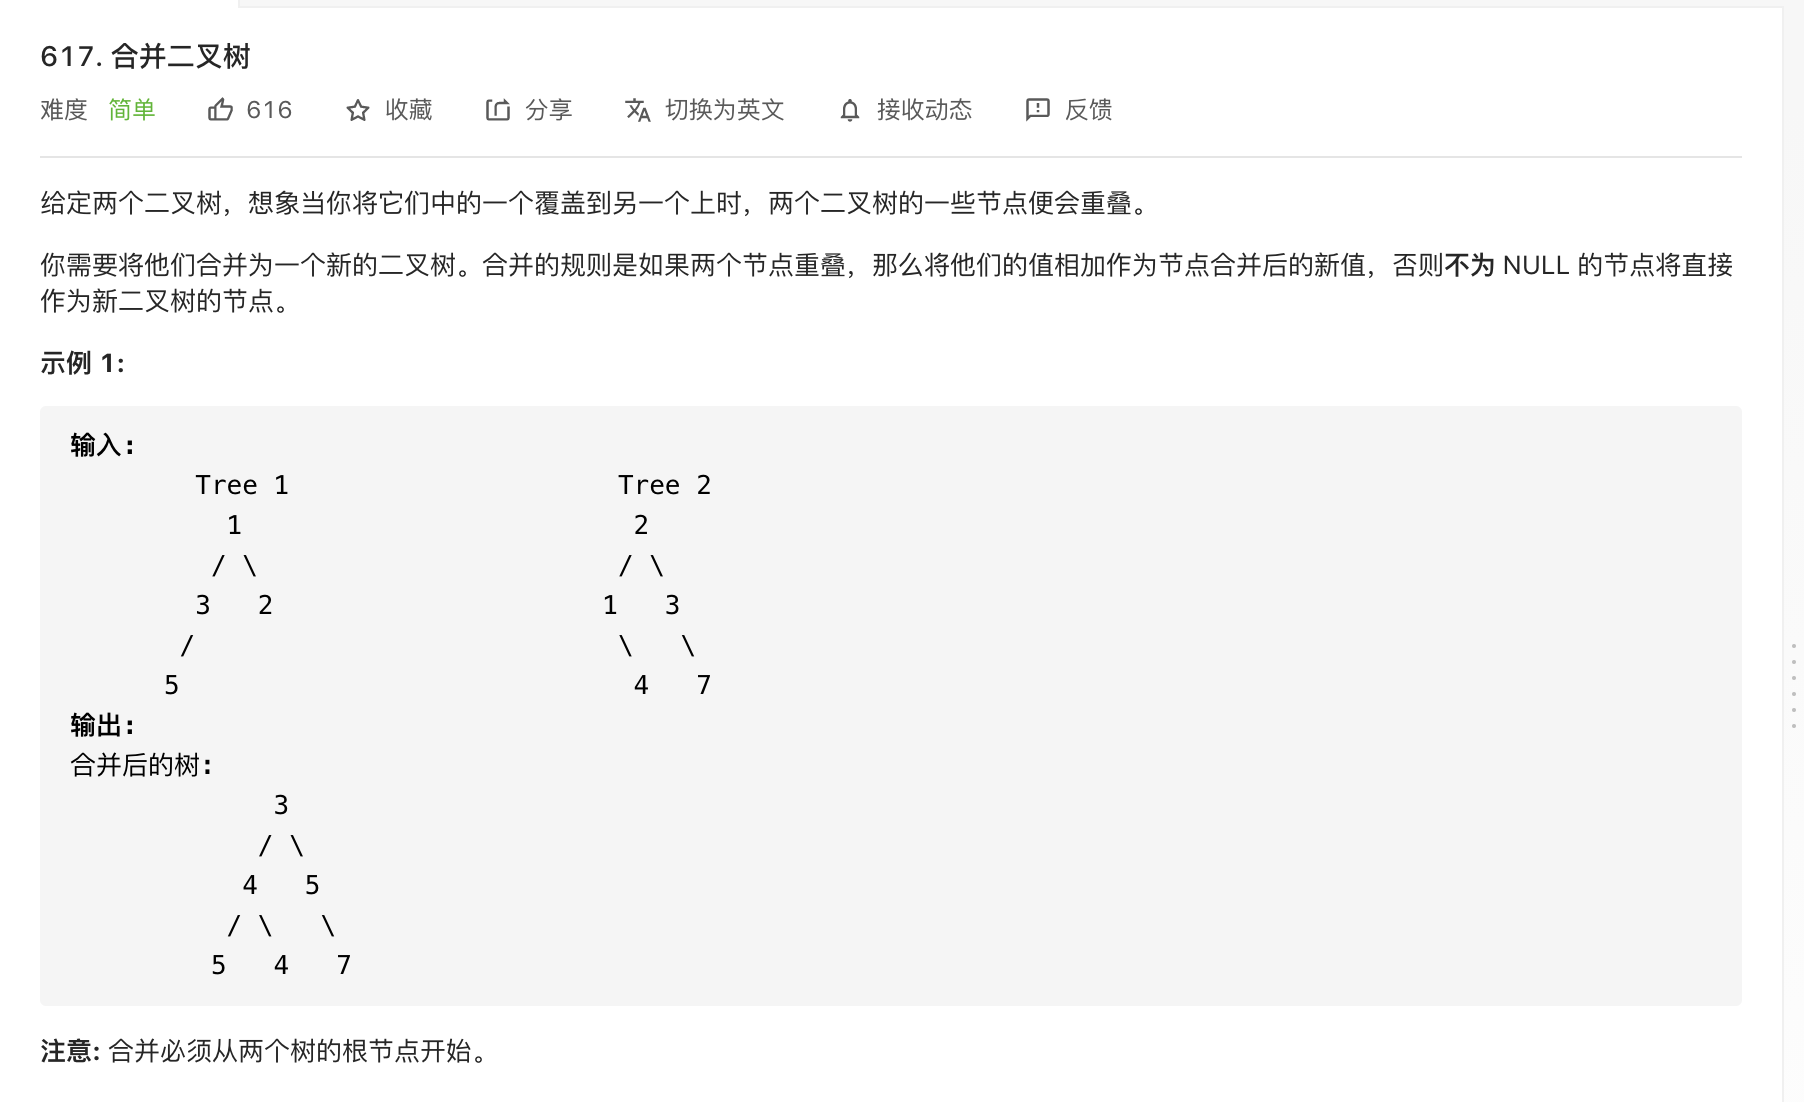 617. 合并二叉树
难度 简单 616 收藏 分享 切换为英文 接收动态 反馈
给定两个二叉树，想象当你将它们中的一个覆盖到另一个上时，两个二叉树的一些节点便会重叠。
你需要将他们合并为一个新的二叉树。合并的规则是如果两个节点重叠，那么将他们的值相加作为节点合并后的新值，否则不为 NULL 的节点将直接
作为新二叉树的节点。
示例 1:
输入:
Tree 1                     Tree 2
1                          2
/ \                        / \
3   2                      1   3
/                          \   \
5                          4   7
输出:
合并后的树:
3
/ \
4   5
/ \   \
5   4   7
注意: 合并必须从两个树的根节点开始。